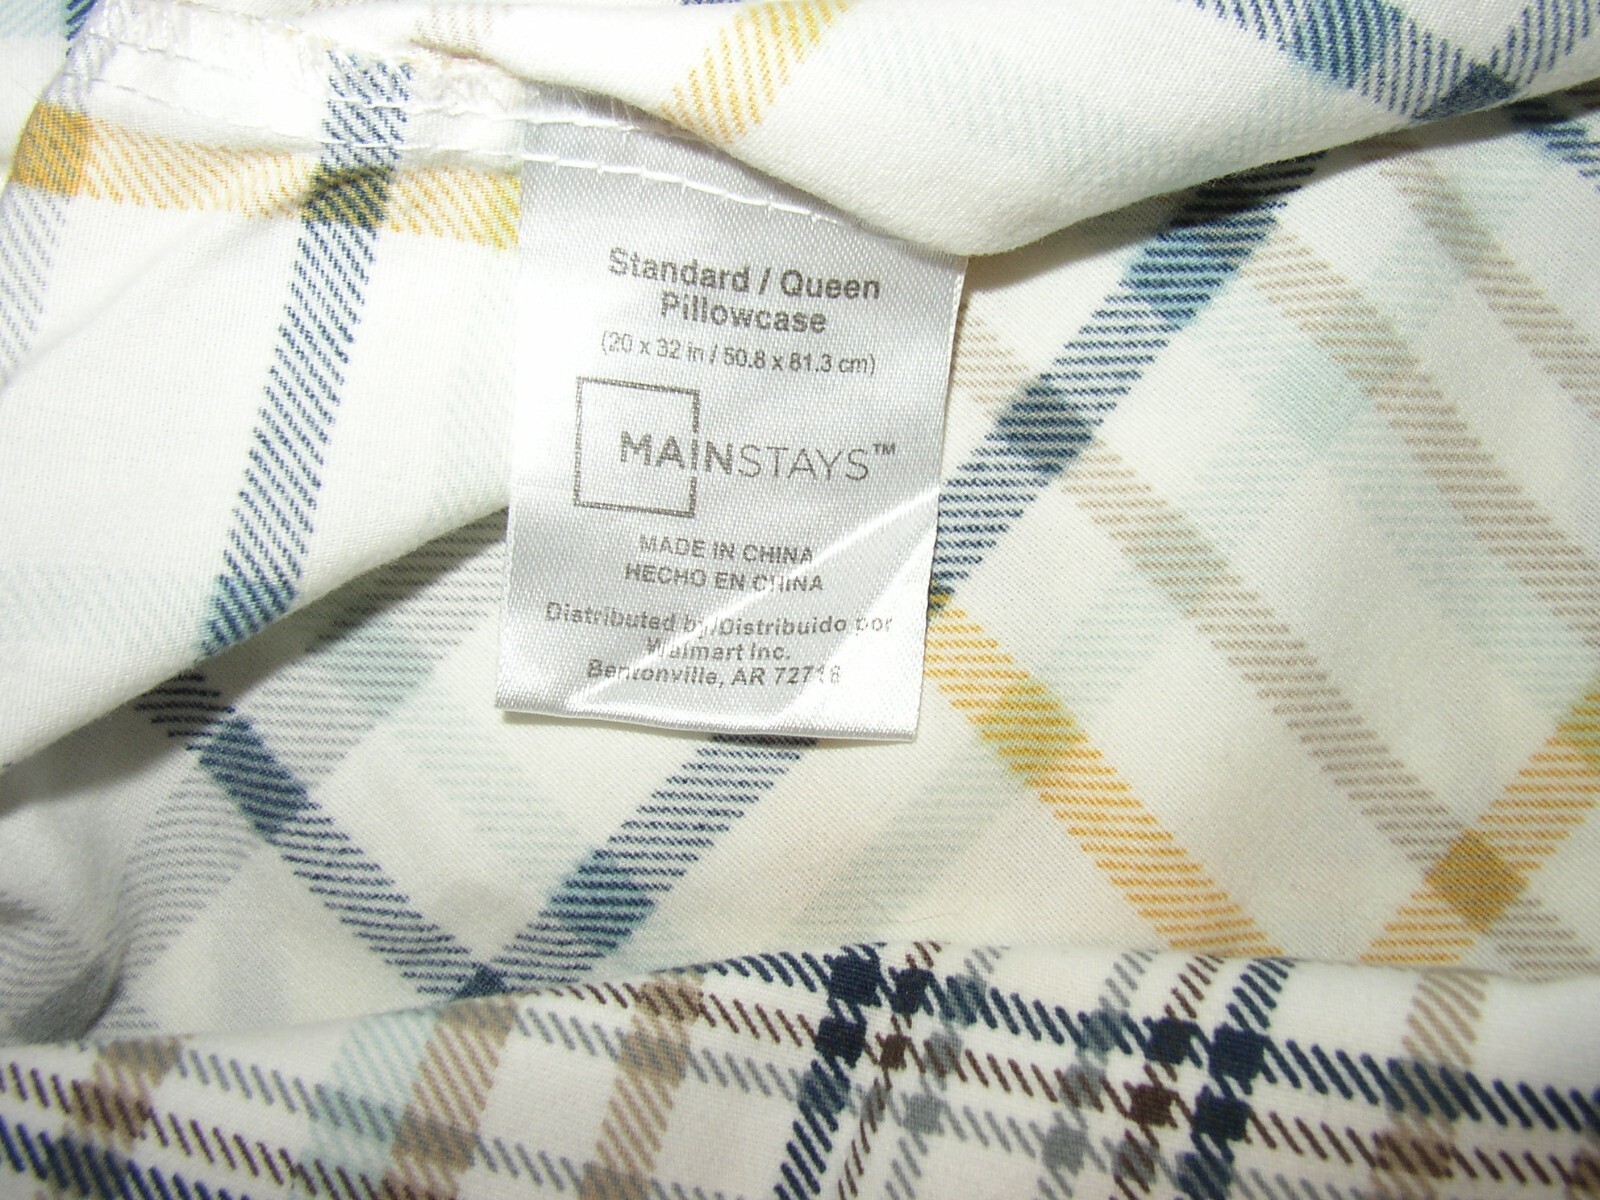 Standard / Queen
Pillowcase
(20 x 32 in / 50.8 x 81.3 cm)
MAINSTAYS™
MADE IN CHINA
HECHO EN CHINA
Distributed by/Distribuido por
Walmart Inc.
Bentonville, AR 72716